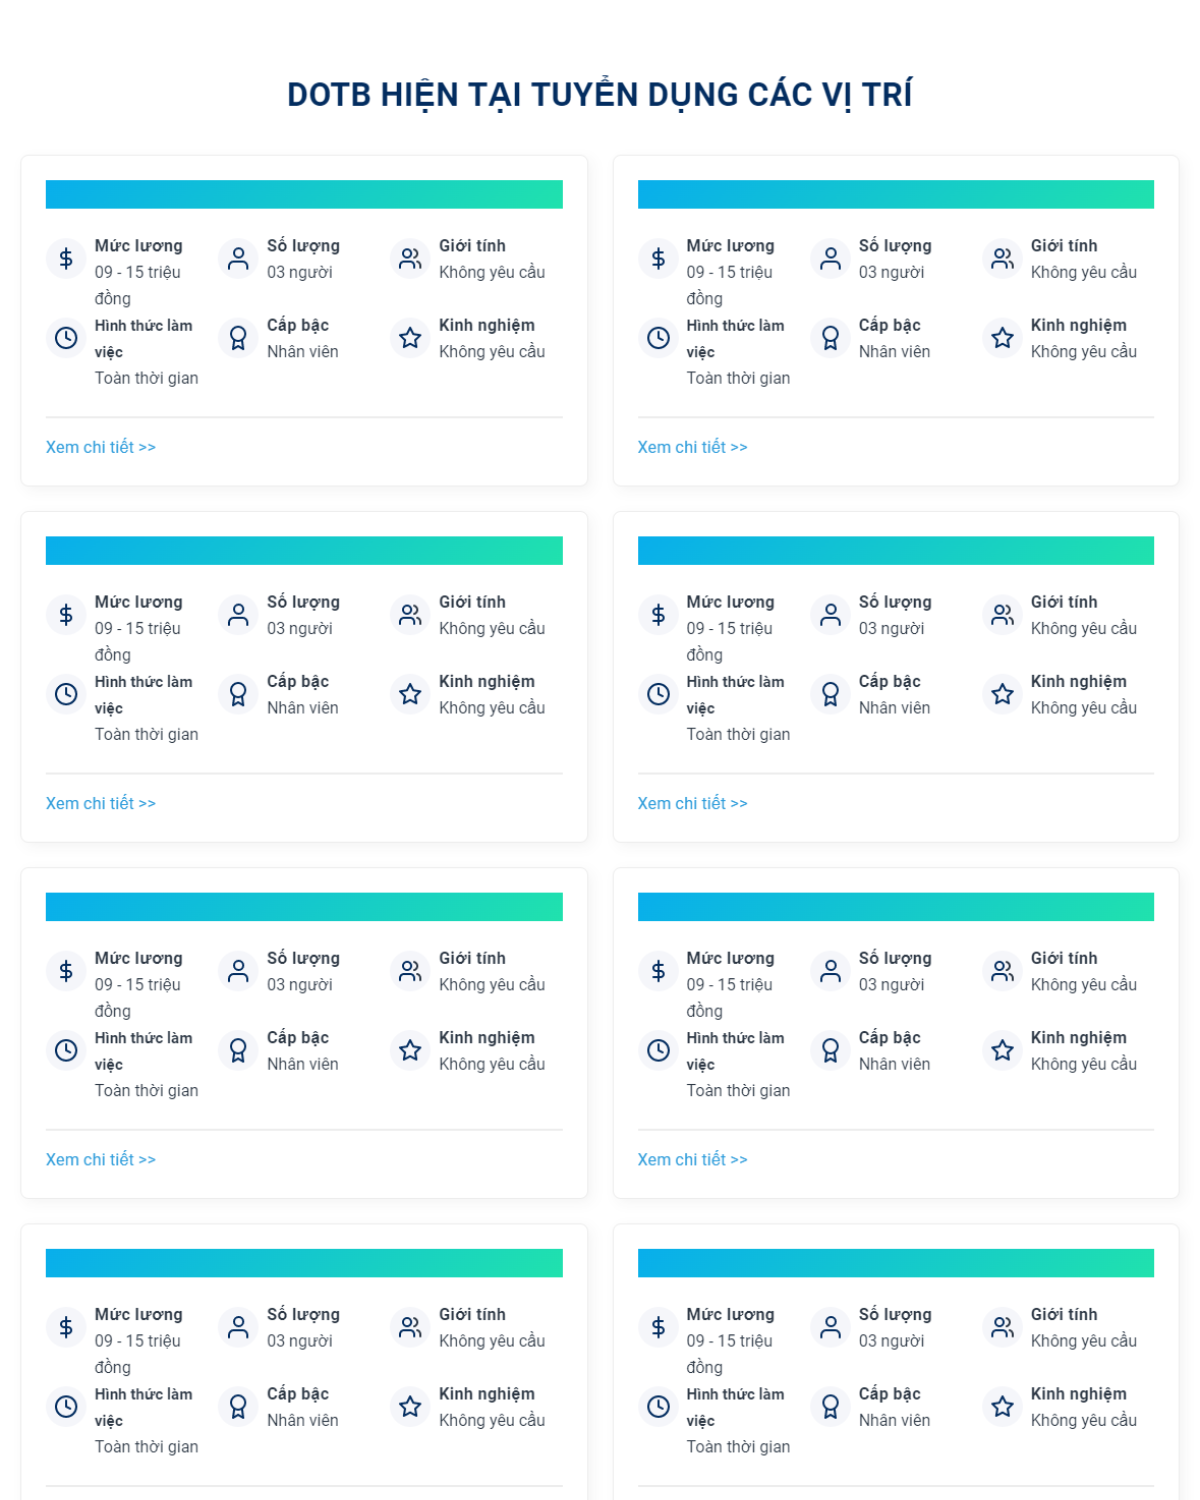 DOTB HIỆN TẠI TUYỂN DỤNG CÁC VỊ TRÍ
Mức lương
09 - 15 triệu
đồng
Số lượng
03 người
Giới tính
Không yêu cầu
Hình thức làm
việc
Toàn thời gian
Cấp bậc
Nhân viên
Kinh nghiệm
Không yêu cầu
Xem chi tiết >>
Mức lương
09 - 15 triệu
đồng
Số lượng
03 người
Giới tính
Không yêu cầu
Hình thức làm
việc
Toàn thời gian
Cấp bậc
Nhân viên
Kinh nghiệm
Không yêu cầu
Xem chi tiết >>
Mức lương
09 - 15 triệu
đồng
Số lượng
03 người
Giới tính
Không yêu cầu
Hình thức làm
việc
Toàn thời gian
Cấp bậc
Nhân viên
Kinh nghiệm
Không yêu cầu
Xem chi tiết >>
Mức lương
09 - 15 triệu
đồng
Số lượng
03 người
Giới tính
Không yêu cầu
Hình thức làm
việc
Toàn thời gian
Cấp bậc
Nhân viên
Kinh nghiệm
Không yêu cầu
Xem chi tiết >>
Mức lương
09 - 15 triệu
đồng
Số lượng
03 người
Giới tính
Không yêu cầu
Hình thức làm
việc
Toàn thời gian
Cấp bậc
Nhân viên
Kinh nghiệm
Không yêu cầu
Xem chi tiết >>
Mức lương
09 - 15 triệu
đồng
Số lượng
03 người
Giới tính
Không yêu cầu
Hình thức làm
việc
Toàn thời gian
Cấp bậc
Nhân viên
Kinh nghiệm
Không yêu cầu
Xem chi tiết >>
Mức lương
09 - 15 triệu
đồng
Số lượng
03 người
Giới tính
Không yêu cầu
Hình thức làm
việc
Toàn thời gian
Cấp bậc
Nhân viên
Kinh nghiệm
Không yêu cầu
Mức lương
09 - 15 triệu
đồng
Số lượng
03 người
Giới tính
Không yêu cầu
Hình thức làm
việc
Toàn thời gian
Cấp bậc
Nhân viên
Kinh nghiệm
Không yêu cầu